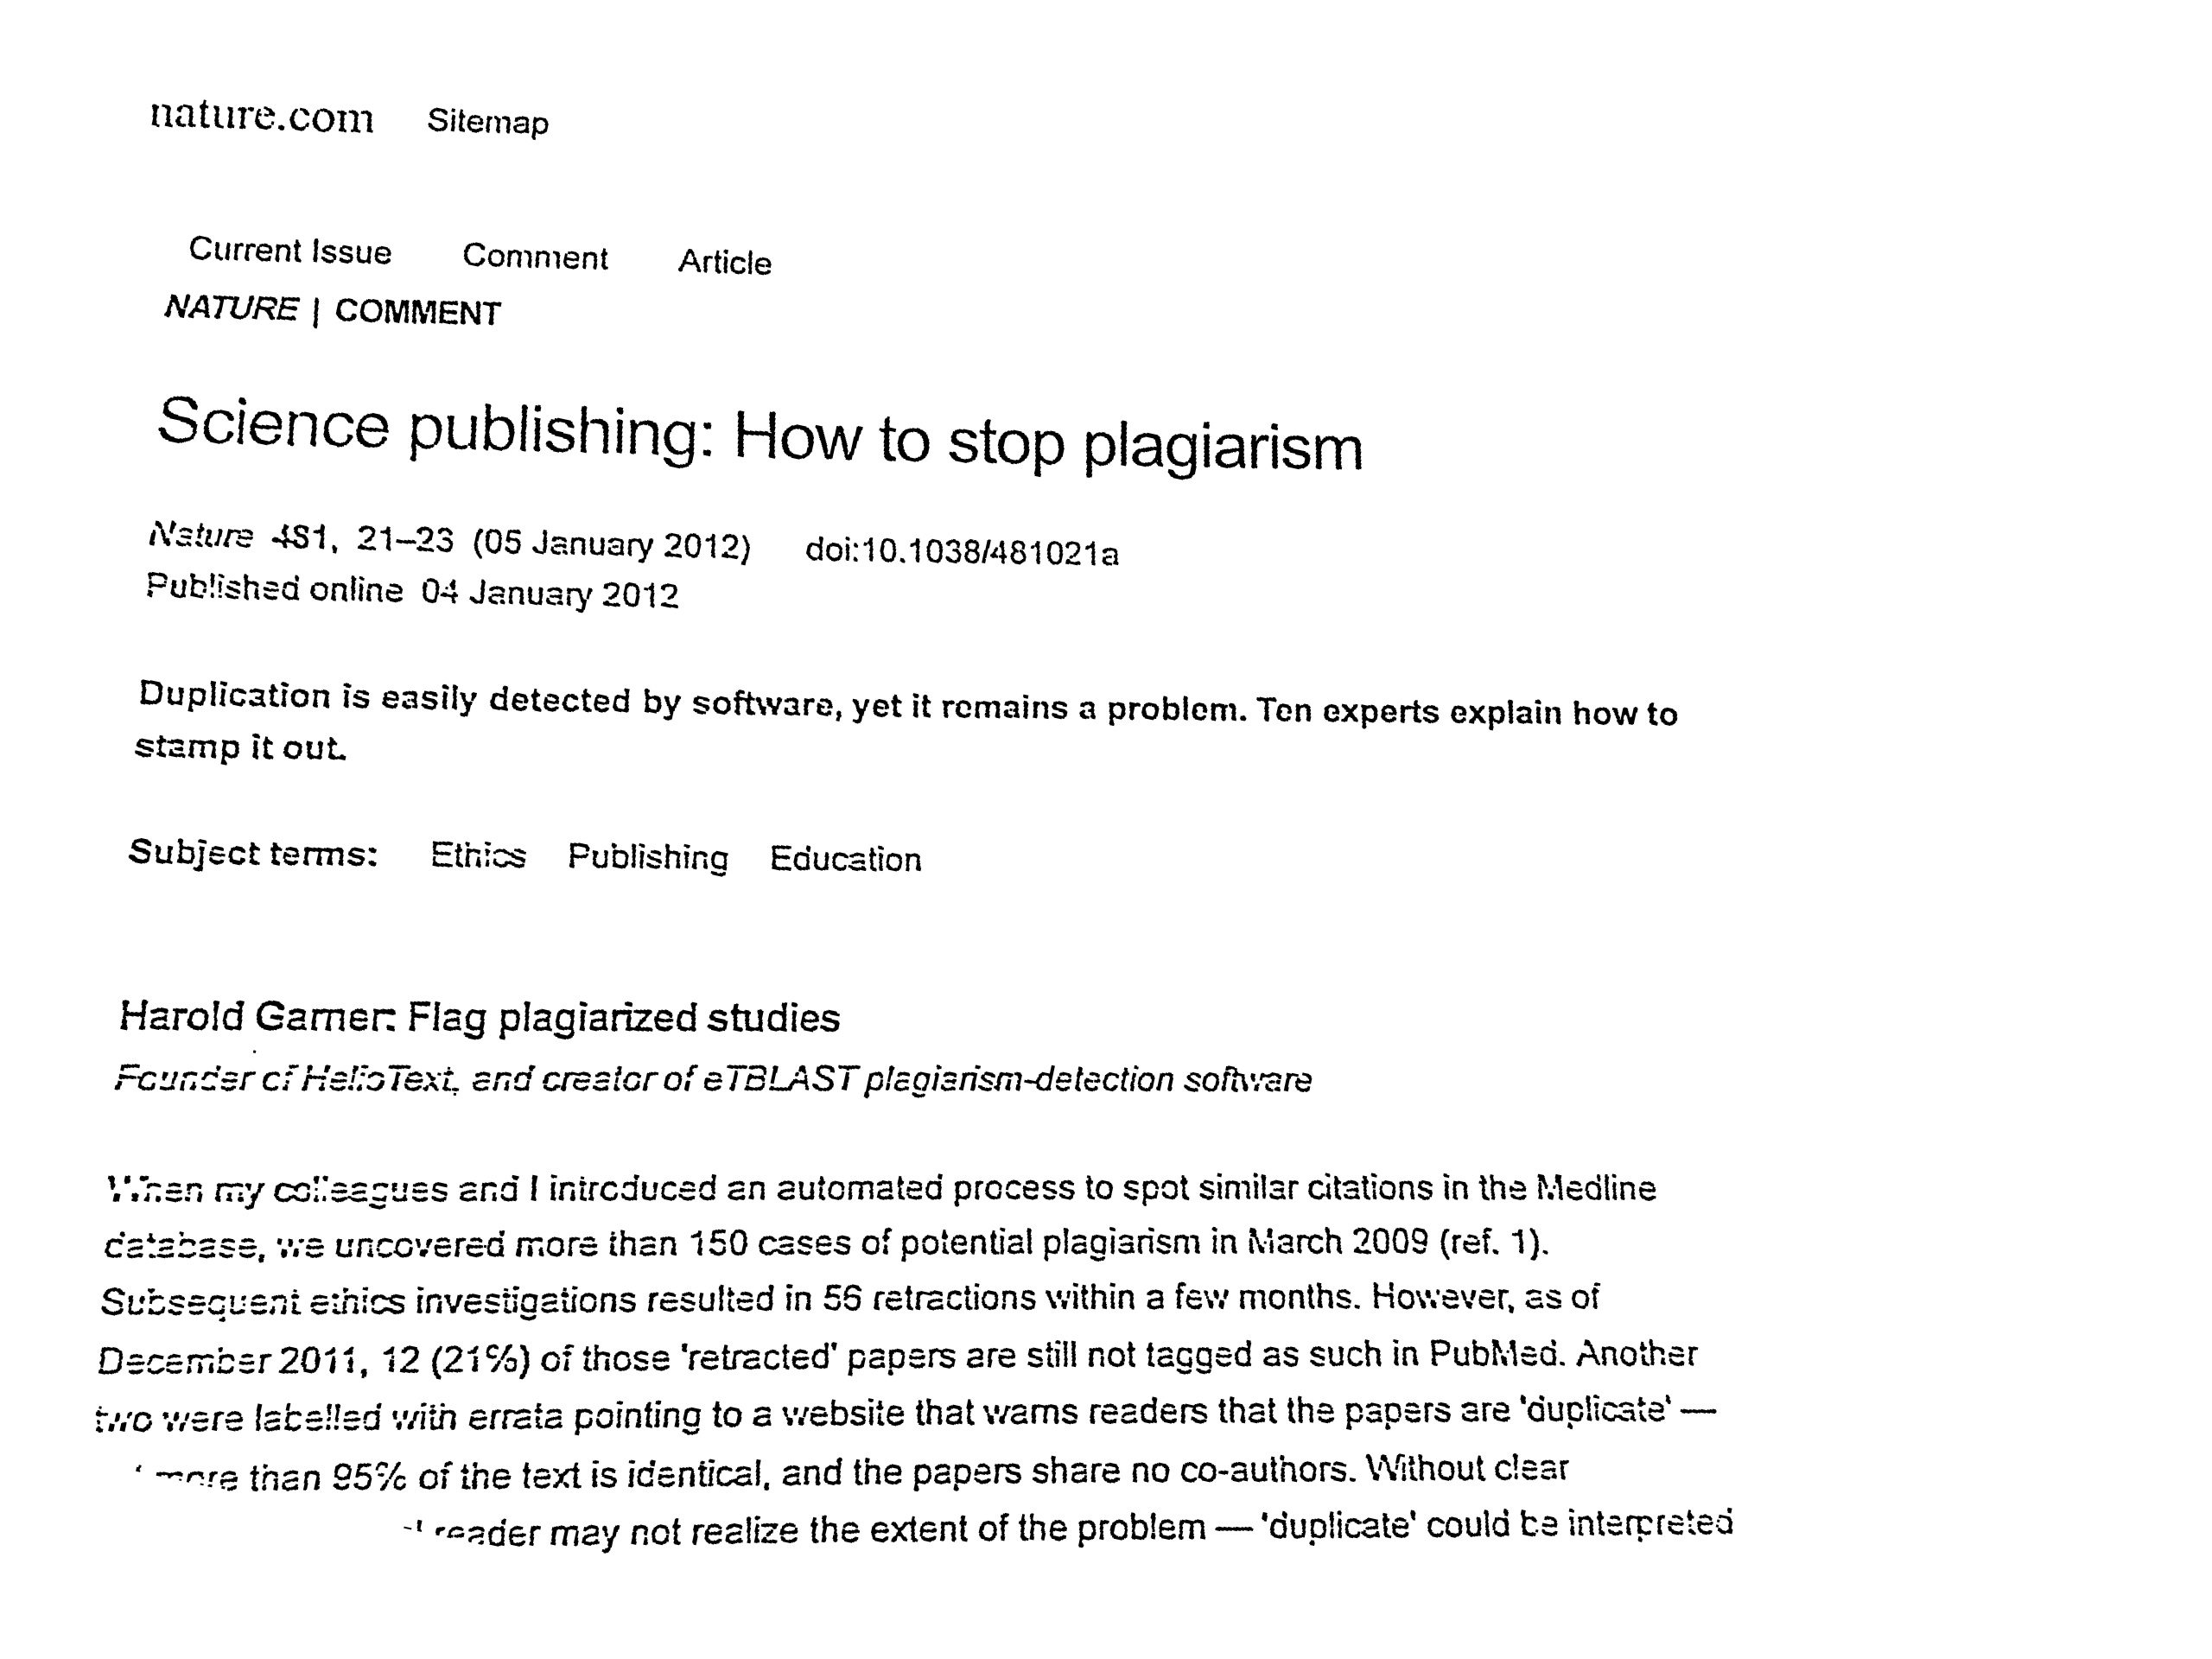 nature.com Sitemap
Current Issue Comment Article
NATURE | COMMENT
Science publishing: How to stop plagiarism
Nature 481, 21–23 (05 January 2012) doi:10.1038/481021a
Published online 04 January 2012
Duplication is easily detected by software, yet it remains a problem. Ten experts explain how to
stamp it out.
Subject terms: Ethics Publishing Education
Harold Garner: Flag plagiarized studies
Founder of HelioText, and creator of eTBLAST plagiarism-detection software
When my colleagues and I introduced an automated process to spot similar citations in the Medline
database, we uncovered more than 150 cases of potential plagiarism in March 2009 (ref. 1).
Subsequent ethics investigations resulted in 56 retractions within a few months. However, as of
December 2011, 12 (21%) of those 'retracted' papers are still not tagged as such in PubMed. Another
two were labelled with errata pointing to a website that warns readers that the papers are 'duplicate' —
more than 95% of the text is identical, and the papers share no co-authors. Without clear
reader may not realize the extent of the problem — 'duplicate' could be interpreted